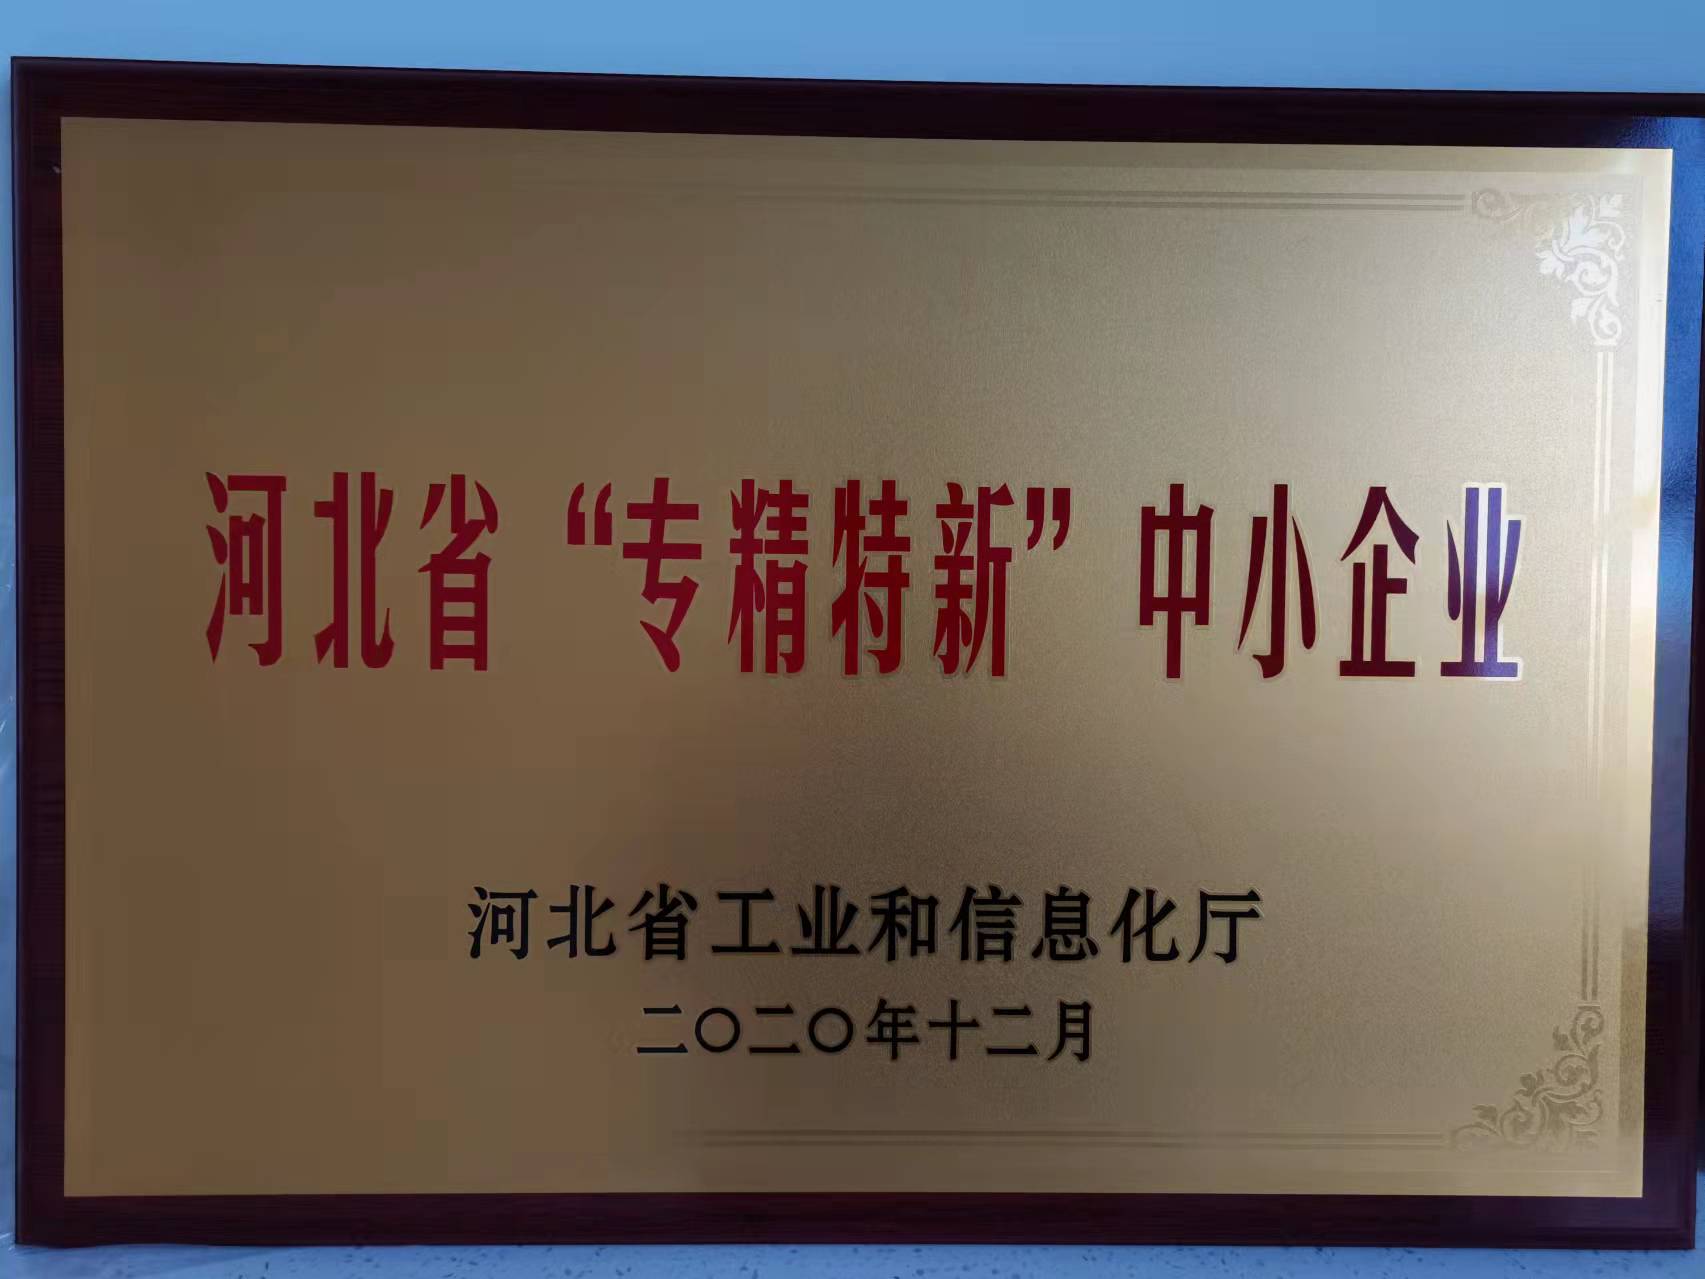 河北省“专精特新”中小企业
河北省工业和信息化厅
二〇二〇年十二月